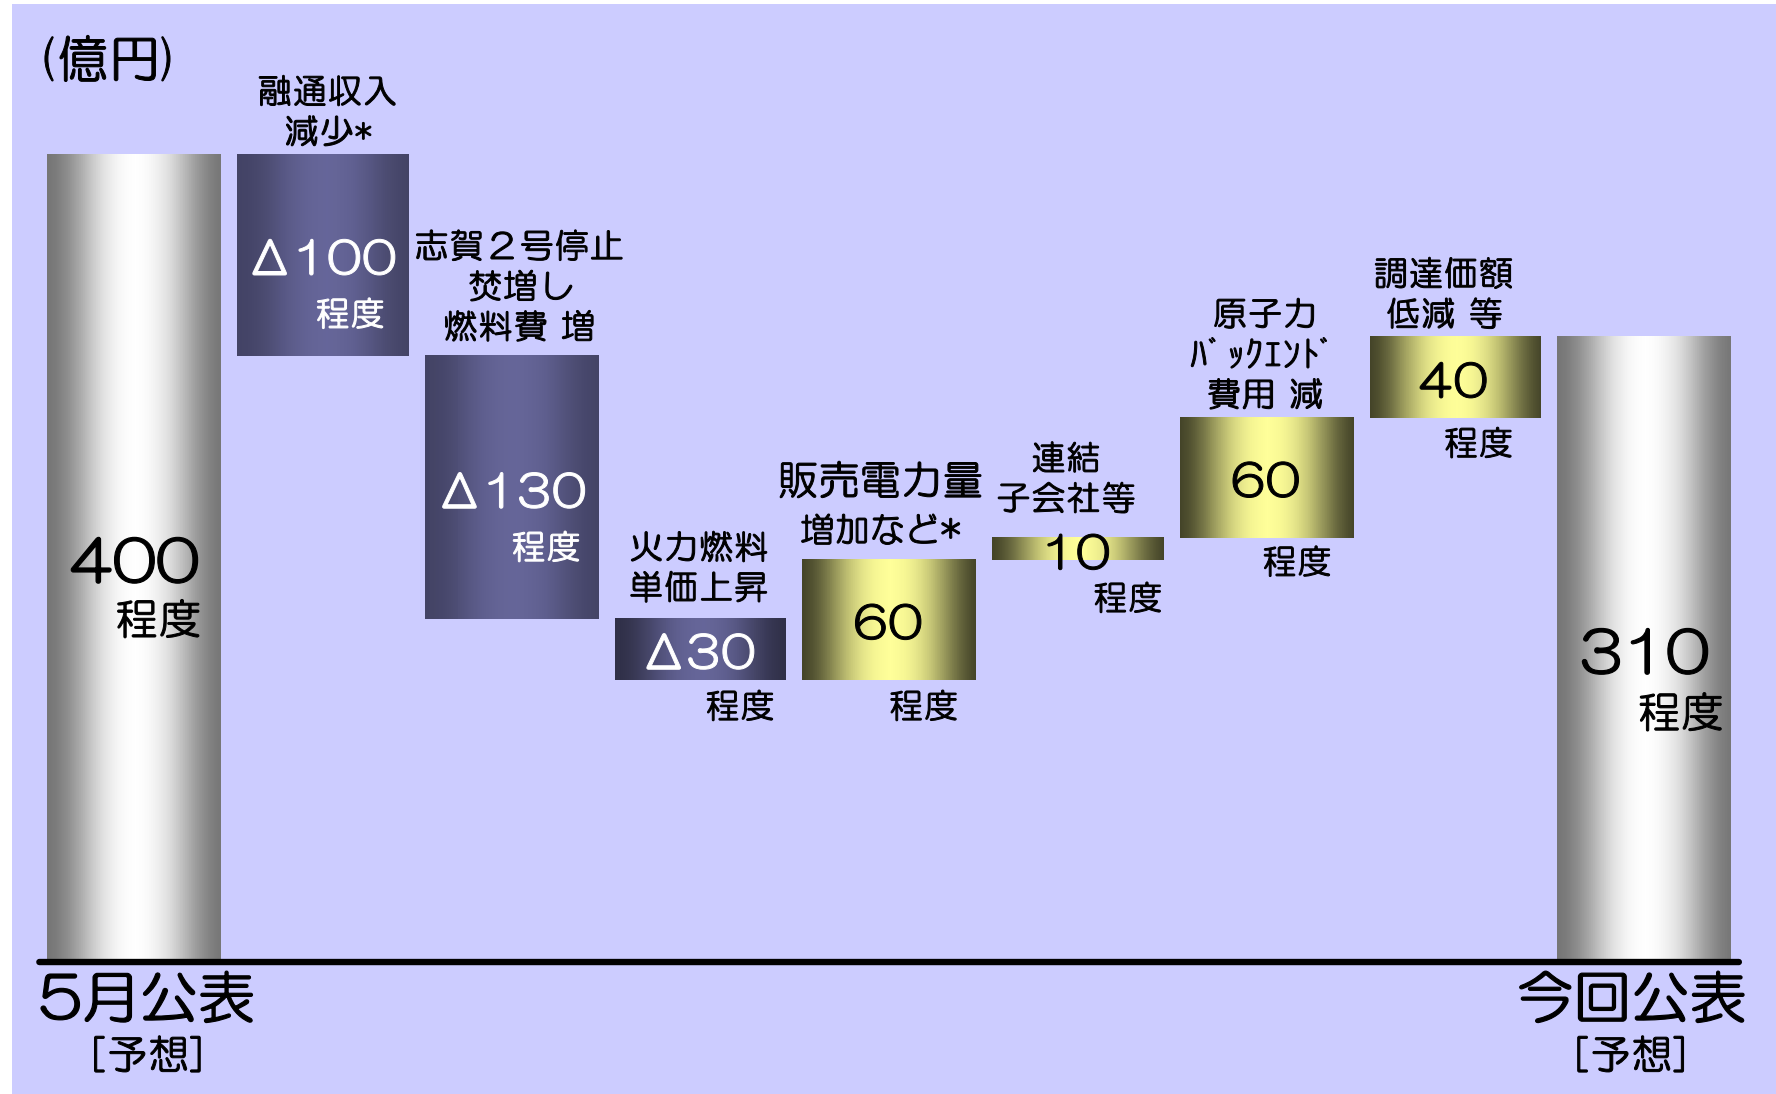 (億円)
融通収入
減少*
Δ100
程度
志賀２号停止
焚増し
燃料費 増
Δ130
程度
火力燃料
単価上昇
Δ30
程度
販売電力量
増加など*
60
程度
連結
子会社等
10
程度
原子力
ﾊﾞｯｸｴﾝﾄﾞ
費用 減
60
程度
調達価額
低減 等
40
程度
400
程度
310
程度
5月公表
[予想]
今回公表
[予想]